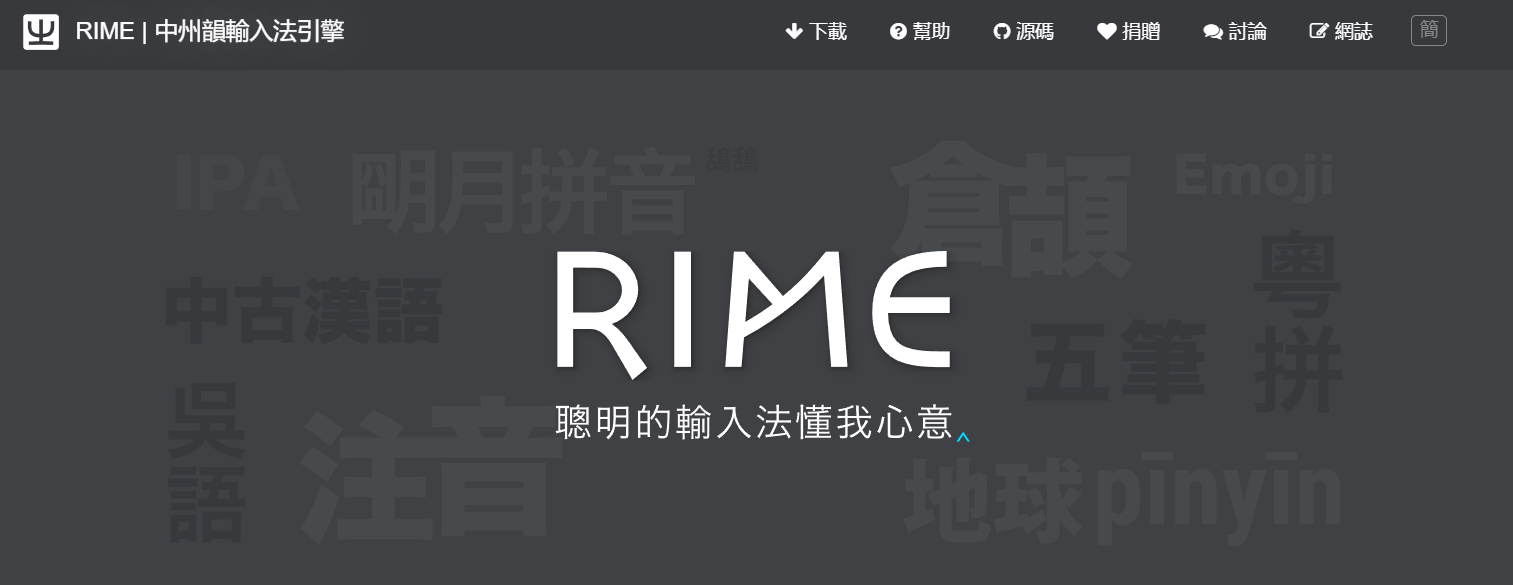 RIME | 中州韻輸入法引擎
下載 幫助 源碼 捐贈 討論 網誌 簡
IPA 朙月拼音 鵠鵠 倉頡 Emoji
粵拼
中古漢語
RIME
五筆
吳語
聰明的輸入法懂我心意‸
注音
地球pīnyīn